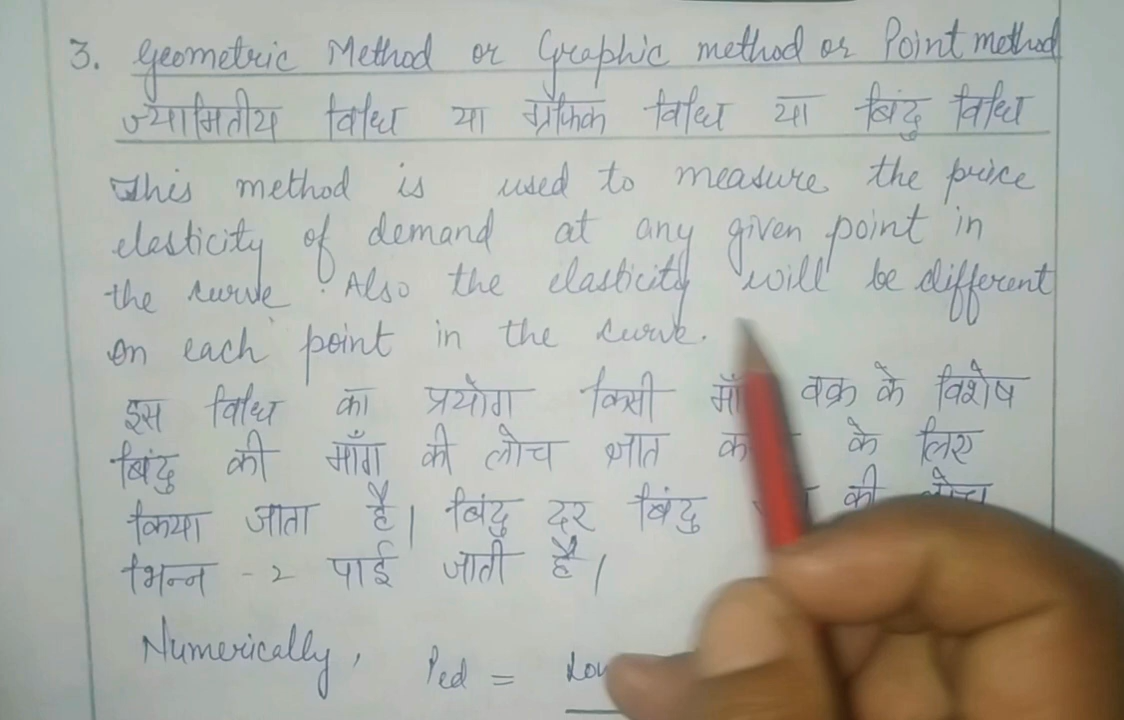 3. Geometric Method or Graphic method or Point method
ज्यामितीय विधि या ग्राफिक विधि या बिंदु विधि
This method is used to measure the price
elasticity of demand at any given point in
the curve. Also the elasticity will be different
on each point in the curve.
इस विधि का प्रयोग किसी वक्र के विशेष
बिंदु की माँग की लोच ज्ञात के लिए
किया जाता है। बिंदु दर बिंदु की लोच
भिन्न -2 पाई जाती है।
Numerically, Ped =